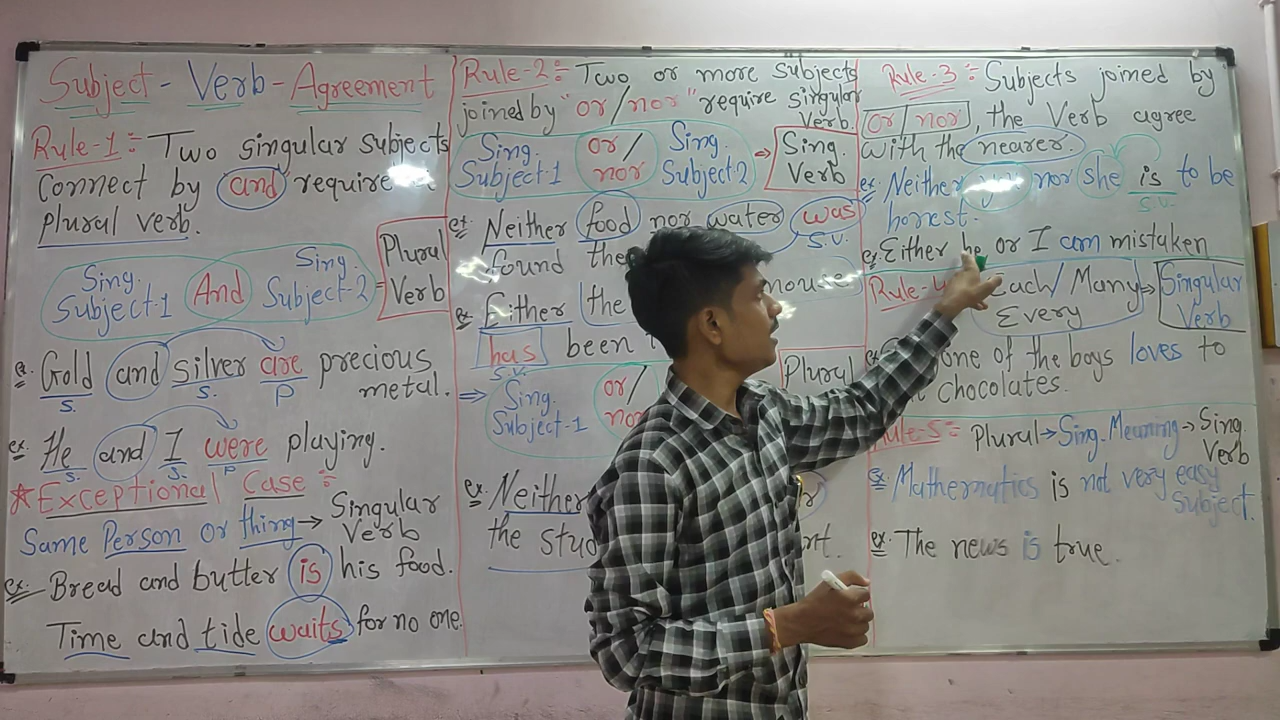 Subject - Verb - Agreement
Rule-1 :- Two singular subjects
connect by and require a
plural verb.
Sing. Subject-1 And Sing. Subject-2 = Plural Verb
ex. Gold and silver are precious
s. s. P metal.
ex. He and I were playing.
s. s. P
* Exceptional Case :-
Same Person or thing → Singular Verb
ex. Bread and butter is his food.
Time and tide waits for no one.
Rule-2 :- Two or more subjects
joined by "or/nor" require singular
Verb.
Sing. Subject-1 or/nor Sing. Subject-2 ⇒ Sing. Verb
ex. Neither food nor water was
S.V.
found
ex. Either the mouse
has been
S.V.
⇒ Sing. Subject-1 or/nor Plural
ex. Neither
the
Rule-3 :- Subjects joined by
or/nor, the Verb agree
with the nearer.
ex. Neither nor she is to be
S.V.
honest.
ex. Either he or I am mistaken
Rule-4 Each/Many → Singular Verb
Every
ex. one of the boys loves to
chocolates.
Rule-5 :- Plural → Sing. Meaning → Sing. Verb
ex. Mathematics is not very easy
subject.
ex. The news is true.